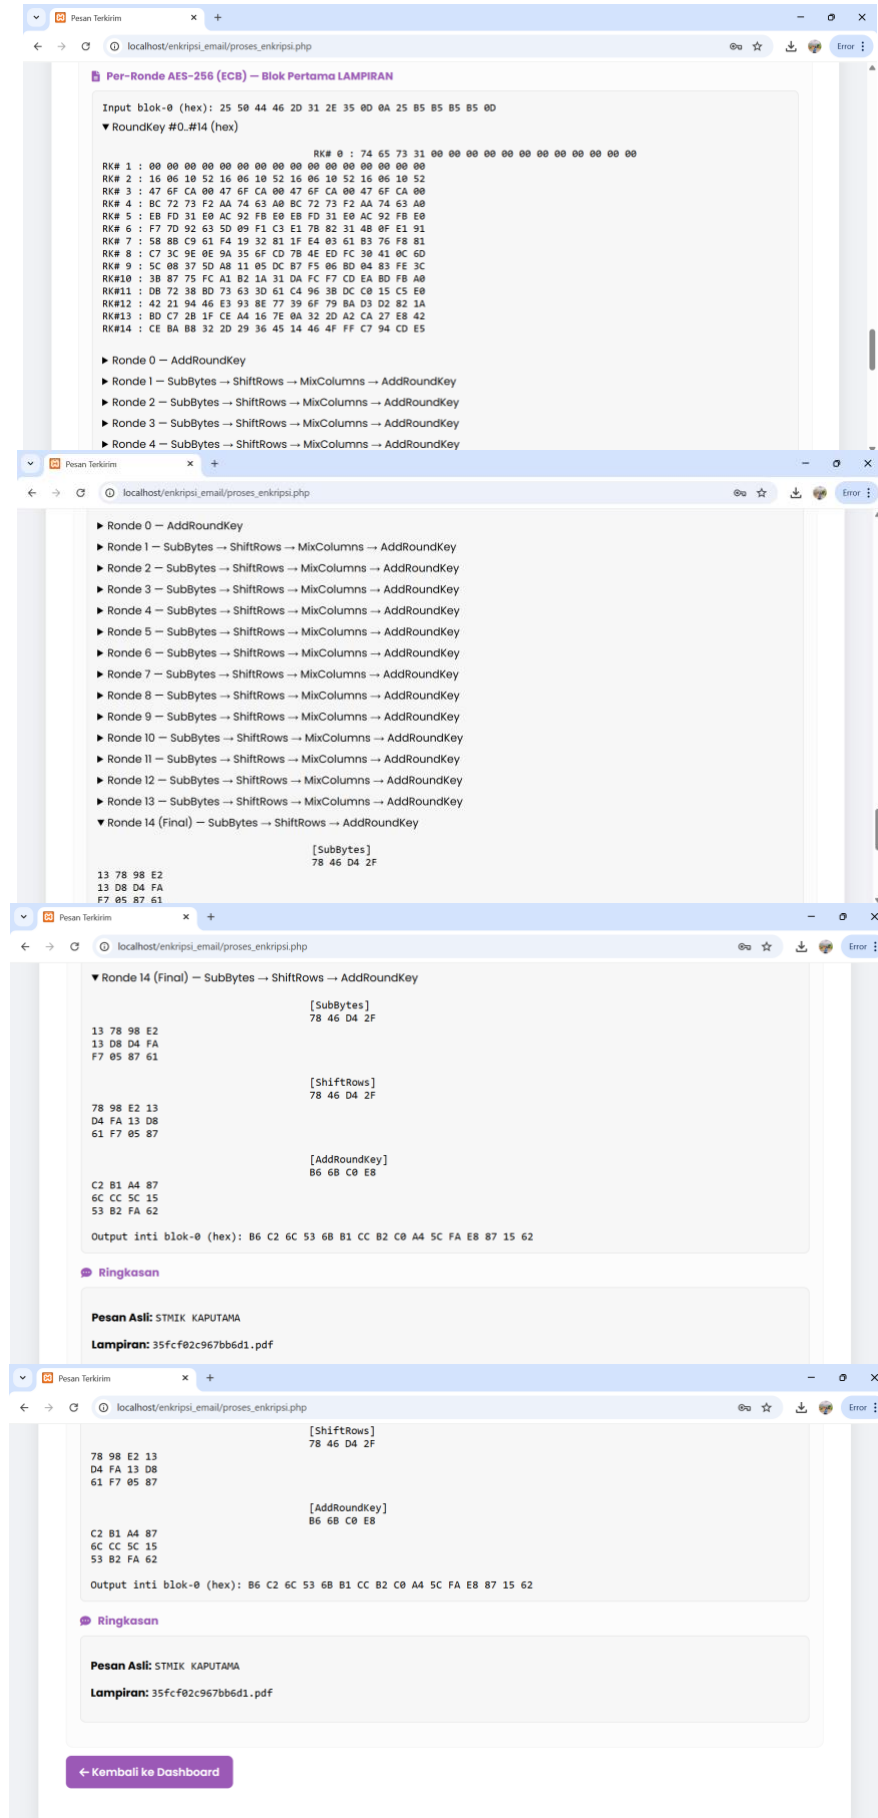 Pesan Terkirim
localhost/enkripsi_email/proses_enkripsi.php
Error
Per-Ronde AES-256 (ECB) — Blok Pertama LAMPIRAN
Input blok-0 (hex): 25 50 44 46 2D 31 2E 35 0D 0A 25 B5 B5 B5 B5 0D
▼ RoundKey #0..#14 (hex)
RK# 0 : 74 65 73 31 00 00 00 00 00 00 00 00 00 00 00 00
RK# 1 : 00 00 00 00 00 00 00 00 00 00 00 00 00 00 00 00
RK# 2 : 16 06 10 52 16 06 10 52 16 06 10 52 16 06 10 52
RK# 3 : 47 6F CA 00 47 6F CA 00 47 6F CA 00 47 6F CA 00
RK# 4 : BC 72 73 F2 AA 74 63 A0 BC 72 73 F2 AA 74 63 A0
RK# 5 : EB FD 31 E0 AC 92 FB E0 EB FD 31 E0 AC 92 FB E0
RK# 6 : F7 7D 92 63 5D 09 F1 C3 E1 7B 82 31 4B 0F E1 91
RK# 7 : 58 8B C9 61 F4 19 32 81 1F E4 03 61 B3 76 F8 81
RK# 8 : C7 3C 9E 0E 9A 35 6F CD 7B 4E ED FC 30 41 0C 6D
RK# 9 : 5C 08 37 5D A8 11 05 DC B7 F5 06 BD 04 83 FE 3C
RK#10 : 3B 87 75 FC A1 B2 1A 31 DA FC F7 CD EA BD FB A0
RK#11 : DB 72 38 BD 73 63 3D 61 C4 96 3B DC C0 15 C5 E0
RK#12 : 42 21 94 46 E3 93 8E 77 39 6F 79 BA D3 D2 82 1A
RK#13 : BD C7 2B 1F CE A4 16 7E 0A 32 2D A2 CA 27 E8 42
RK#14 : CE BA B8 32 2D 29 36 45 14 46 4F FF C7 94 CD E5
► Ronde 0 — AddRoundKey
► Ronde 1 — SubBytes → ShiftRows → MixColumns → AddRoundKey
► Ronde 2 — SubBytes → ShiftRows → MixColumns → AddRoundKey
► Ronde 3 — SubBytes → ShiftRows → MixColumns → AddRoundKey
► Ronde 4 — SubBytes → ShiftRows → MixColumns → AddRoundKey
Pesan Terkirim
localhost/enkripsi_email/proses_enkripsi.php
Error
► Ronde 0 — AddRoundKey
► Ronde 1 — SubBytes → ShiftRows → MixColumns → AddRoundKey
► Ronde 2 — SubBytes → ShiftRows → MixColumns → AddRoundKey
► Ronde 3 — SubBytes → ShiftRows → MixColumns → AddRoundKey
► Ronde 4 — SubBytes → ShiftRows → MixColumns → AddRoundKey
► Ronde 5 — SubBytes → ShiftRows → MixColumns → AddRoundKey
► Ronde 6 — SubBytes → ShiftRows → MixColumns → AddRoundKey
► Ronde 7 — SubBytes → ShiftRows → MixColumns → AddRoundKey
► Ronde 8 — SubBytes → ShiftRows → MixColumns → AddRoundKey
► Ronde 9 — SubBytes → ShiftRows → MixColumns → AddRoundKey
► Ronde 10 — SubBytes → ShiftRows → MixColumns → AddRoundKey
► Ronde 11 — SubBytes → ShiftRows → MixColumns → AddRoundKey
► Ronde 12 — SubBytes → ShiftRows → MixColumns → AddRoundKey
► Ronde 13 — SubBytes → ShiftRows → MixColumns → AddRoundKey
▼ Ronde 14 (Final) — SubBytes → ShiftRows → AddRoundKey
[SubBytes]
78 46 D4 2F
13 78 98 E2
13 D8 D4 FA
F7 05 87 61
Pesan Terkirim
localhost/enkripsi_email/proses_enkripsi.php
Error
▼ Ronde 14 (Final) — SubBytes → ShiftRows → AddRoundKey
[SubBytes]
78 46 D4 2F
13 78 98 E2
13 D8 D4 FA
F7 05 87 61
[ShiftRows]
78 46 D4 2F
78 98 E2 13
D4 FA 13 D8
61 F7 05 87
[AddRoundKey]
B6 6B C0 E8
C2 B1 A4 87
6C CC 5C 15
53 B2 FA 62
Output inti blok-0 (hex): B6 C2 6C 53 6B B1 CC B2 C0 A4 5C FA E8 87 15 62
Ringkasan
Pesan Asli: STMIK KAPUTAMA
Lampiran: 35fcf02c967bb6d1.pdf
Pesan Terkirim
localhost/enkripsi_email/proses_enkripsi.php
Error
[ShiftRows]
78 46 D4 2F
78 98 E2 13
D4 FA 13 D8
61 F7 05 87
[AddRoundKey]
B6 6B C0 E8
C2 B1 A4 87
6C CC 5C 15
53 B2 FA 62
Output inti blok-0 (hex): B6 C2 6C 53 6B B1 CC B2 C0 A4 5C FA E8 87 15 62
Ringkasan
Pesan Asli: STMIK KAPUTAMA
Lampiran: 35fcf02c967bb6d1.pdf
← Kembali ke Dashboard